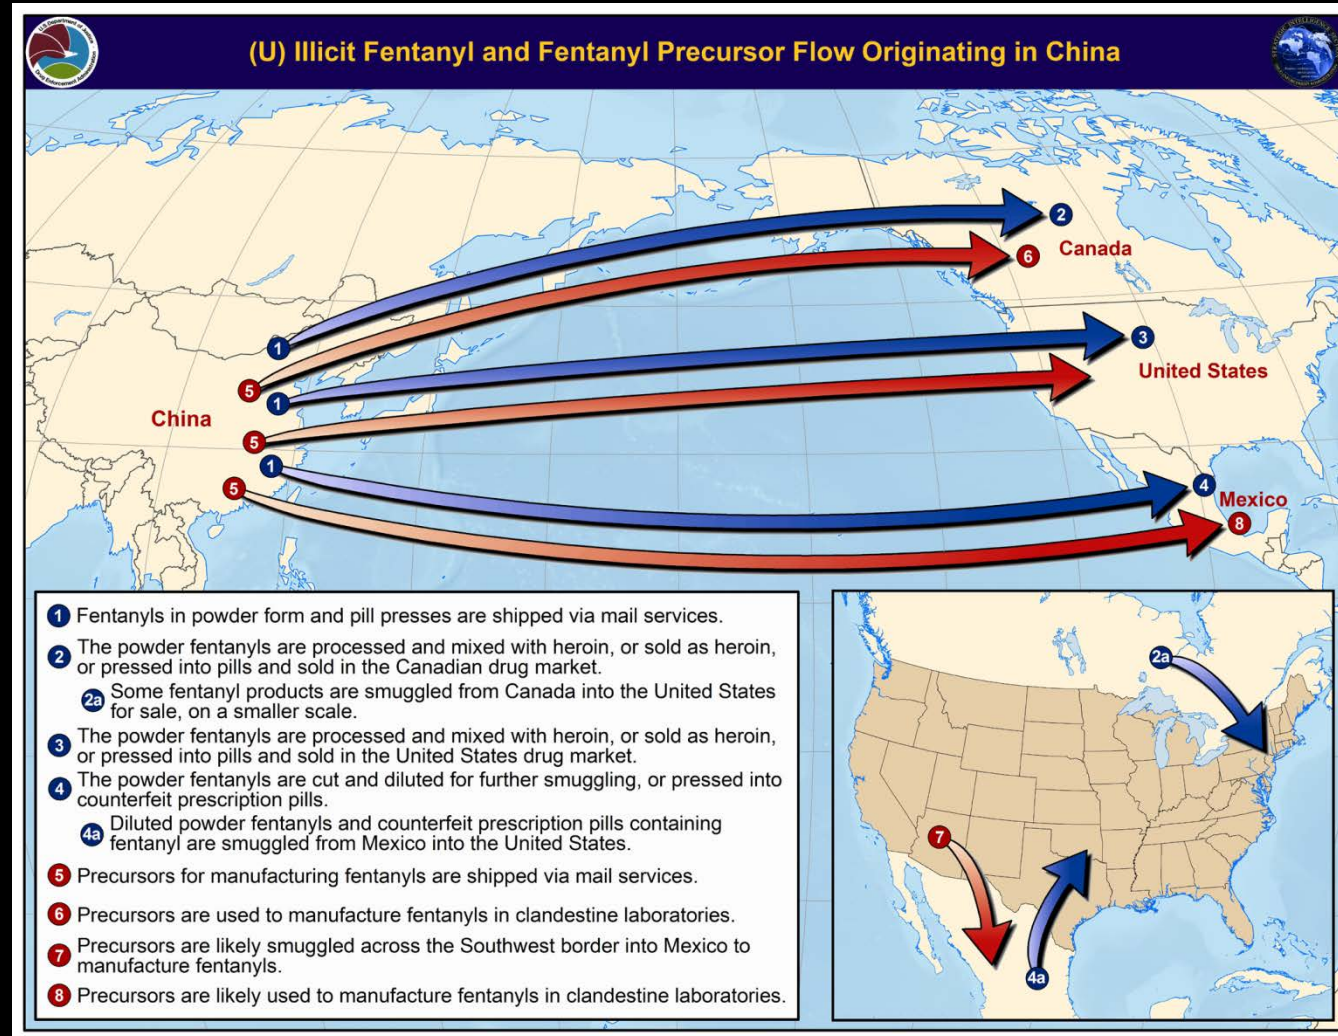 (U) Illicit Fentanyl and Fentanyl Precursor Flow Originating in China
U.S. Department of Justice
Drug Enforcement Administration
STRATEGIC INTELLIGENCE
2
Canada
6
1
3
5
United States
1
China
5
1
5
4
Mexico
8
1 Fentanyls in powder form and pill presses are shipped via mail services.
2 The powder fentanyls are processed and mixed with heroin, or sold as heroin,
or pressed into pills and sold in the Canadian drug market.
2a Some fentanyl products are smuggled from Canada into the United States
for sale, on a smaller scale.
3 The powder fentanyls are processed and mixed with heroin, or sold as heroin,
or pressed into pills and sold in the United States drug market.
4 The powder fentanyls are cut and diluted for further smuggling, or pressed into
counterfeit prescription pills.
4a Diluted powder fentanyls and counterfeit prescription pills containing
fentanyl are smuggled from Mexico into the United States.
5 Precursors for manufacturing fentanyls are shipped via mail services.
6 Precursors are used to manufacture fentanyls in clandestine laboratories.
7 Precursors are likely smuggled across the Southwest border into Mexico to
manufacture fentanyls.
8 Precursors are likely used to manufacture fentanyls in clandestine laboratories.
2a
7
4a